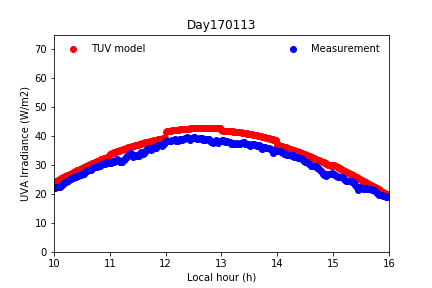 Day170113
TUV model
Measurement
70
60
50
40
30
20
10
0
UVA Irradiance (W/m2)
10 11 12 13 14 15 16
Local hour (h)